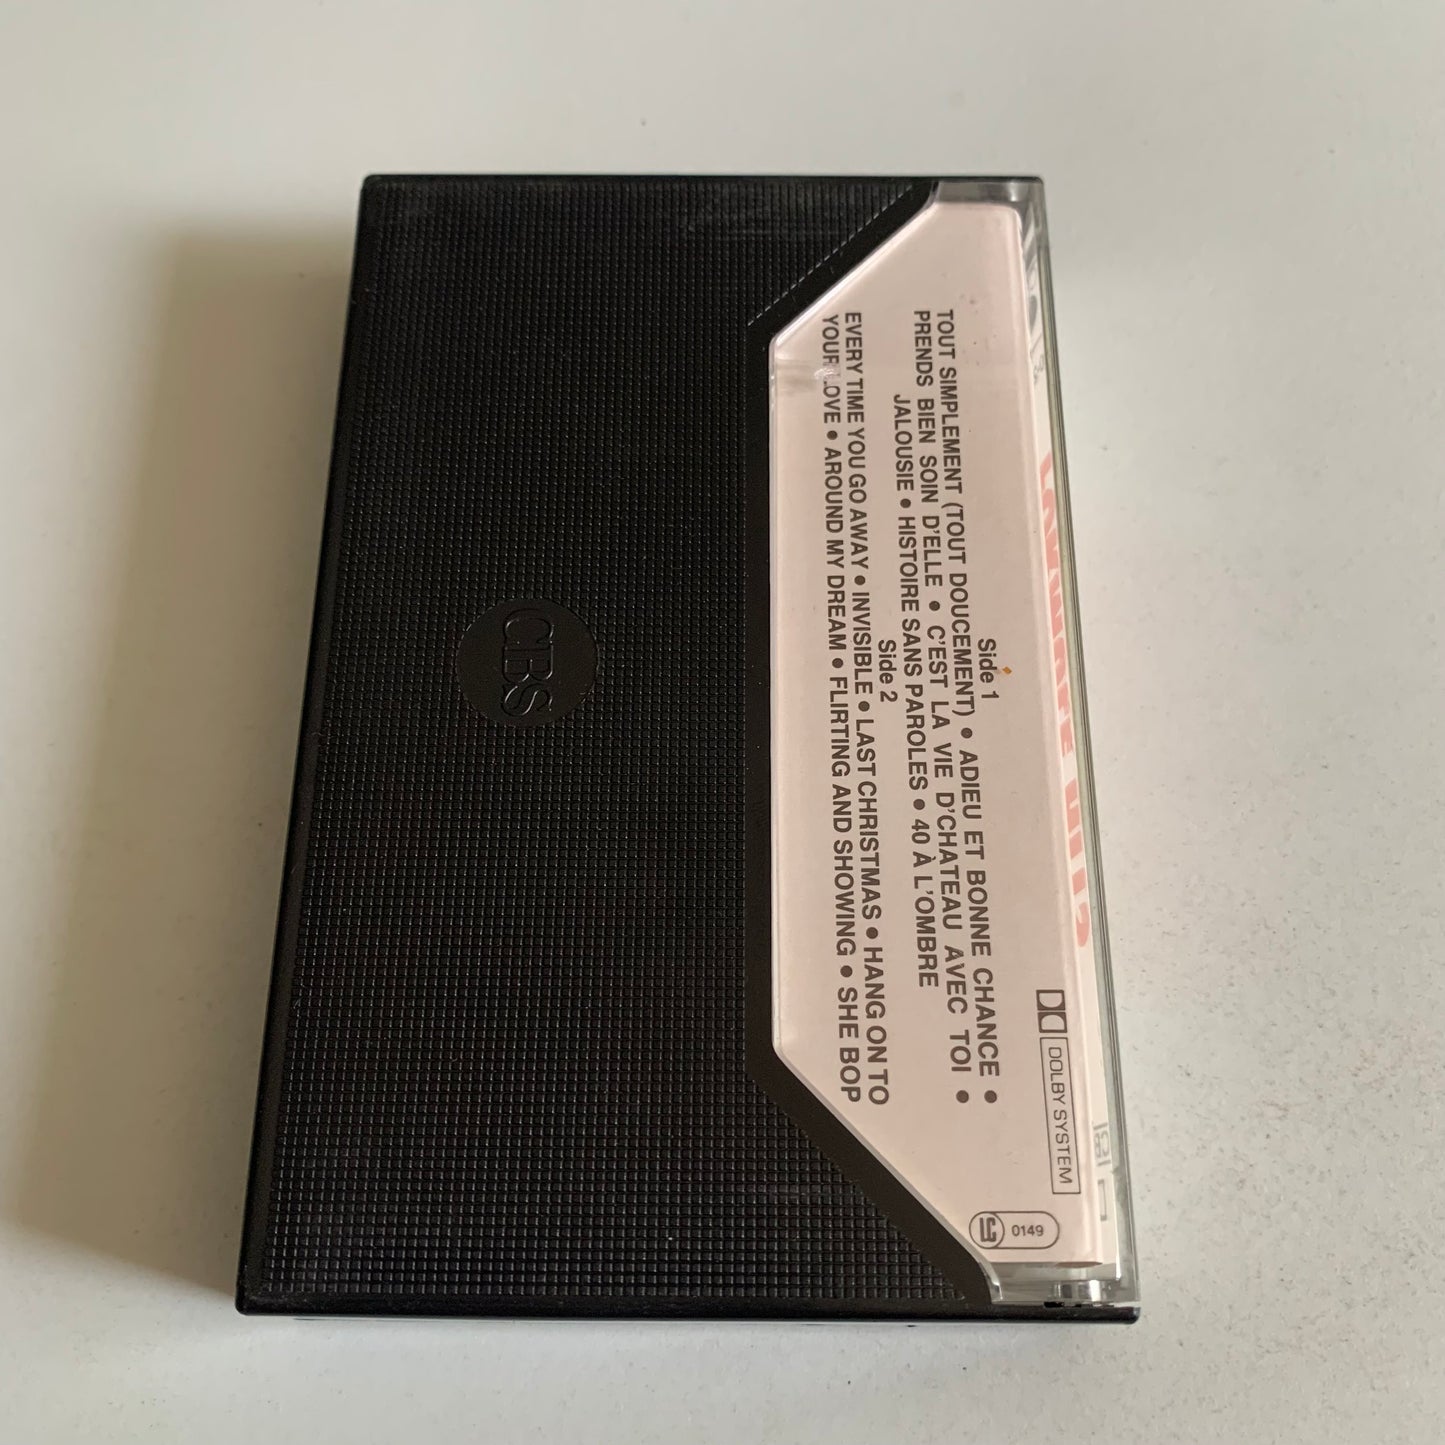 Side 1
TOUT SIMPLEMENT (TOUT DOUCEMENT) • ADIEU ET BONNE CHANCE •
PRENDS BIEN SOIN D'ELLE • C'EST LA VIE D'CHATEAU AVEC TOI •
JALOUSIE • HISTOIRE SANS PAROLES • 40 À L'OMBRE
Side 2
EVERY TIME YOU GO AWAY • INVISIBLE • LAST CHRISTMAS • HANG ON TO
YOUR LOVE • AROUND MY DREAM • FLIRTING AND SHOWING • SHE BOP
DOLBY SYSTEM
0149
CBS